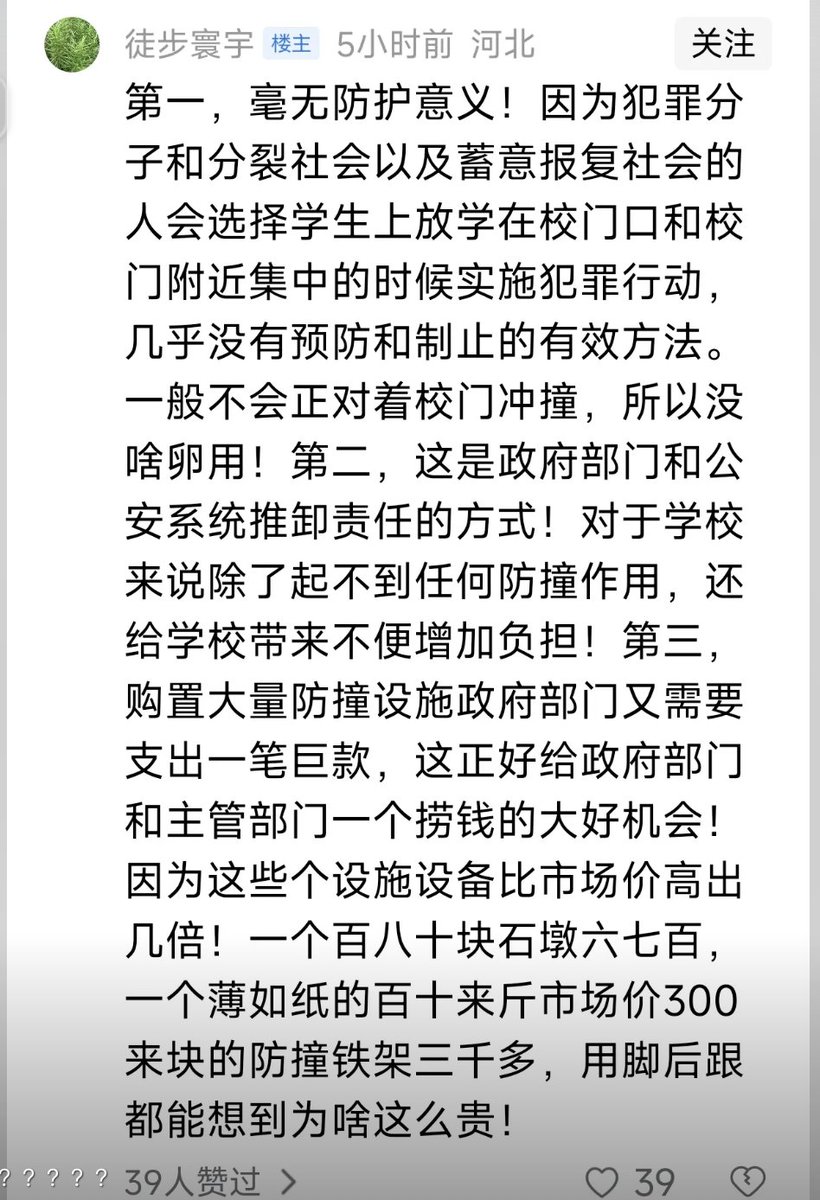 徒步寰宇 楼主 5小时前 河北 关注
第一，毫无防护意义！因为犯罪分
子和分裂社会以及蓄意报复社会的
人会选择学生上放学在校门口和校
门附近集中的时候实施犯罪行动，
几乎没有预防和制止的有效方法。
一般不会正对着校门冲撞，所以没
啥卵用！第二，这是政府部门和公
安系统推卸责任的方式！对于学校
来说除了起不到任何防撞作用，还
给学校带来不便增加负担！第三，
购置大量防撞设施政府部门又需要
支出一笔巨款，这正好给政府部门
和主管部门一个捞钱的大好机会！
因为这些个设施设备比市场价高出
几倍！一个百八十块石墩六七百，
一个薄如纸的百十来斤市场价300
来块的防撞铁架三千多，用脚后跟
都能想到为啥这么贵！
？？？？？ 39人赞过 39